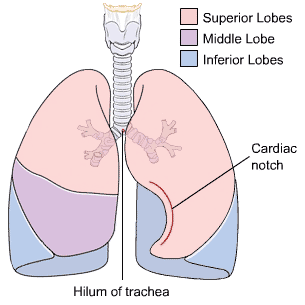 Superior Lobes
Middle Lobe
Inferior Lobes
Cardiac
notch
Hilum of trachea